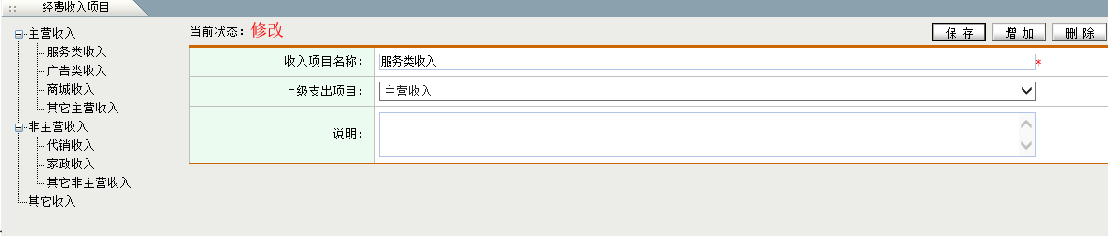 经费收入项目
主营收入
服务类收入
广告类收入
商城收入
其它主营收入
非主营收入
代销收入
家政收入
其它非主营收入
其它收入
当前状态：修改
保 存 增 加 删 除
收入项目名称： 服务类收入 *
上级支出项目： 主营收入
说明：